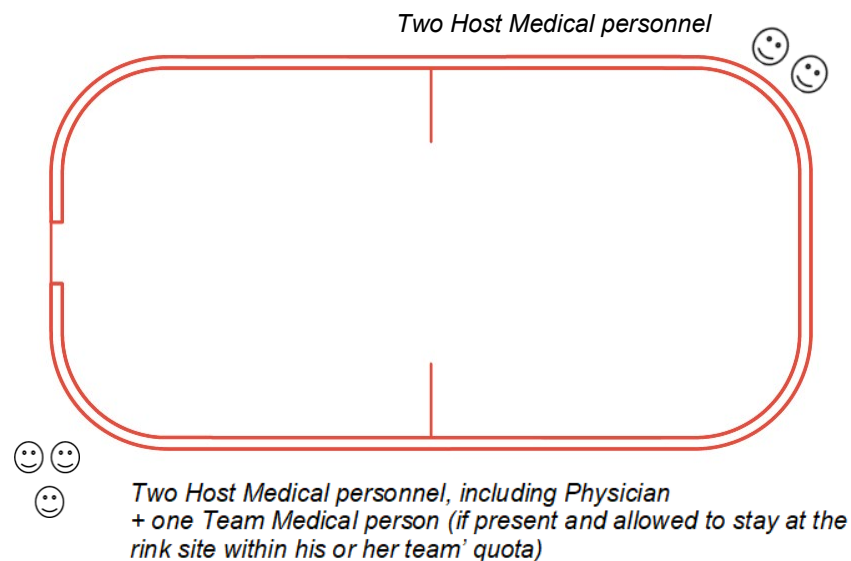 Two Host Medical personnel
Two Host Medical personnel, including Physician
+ one Team Medical person (if present and allowed to stay at the
rink site within his or her team’ quota)